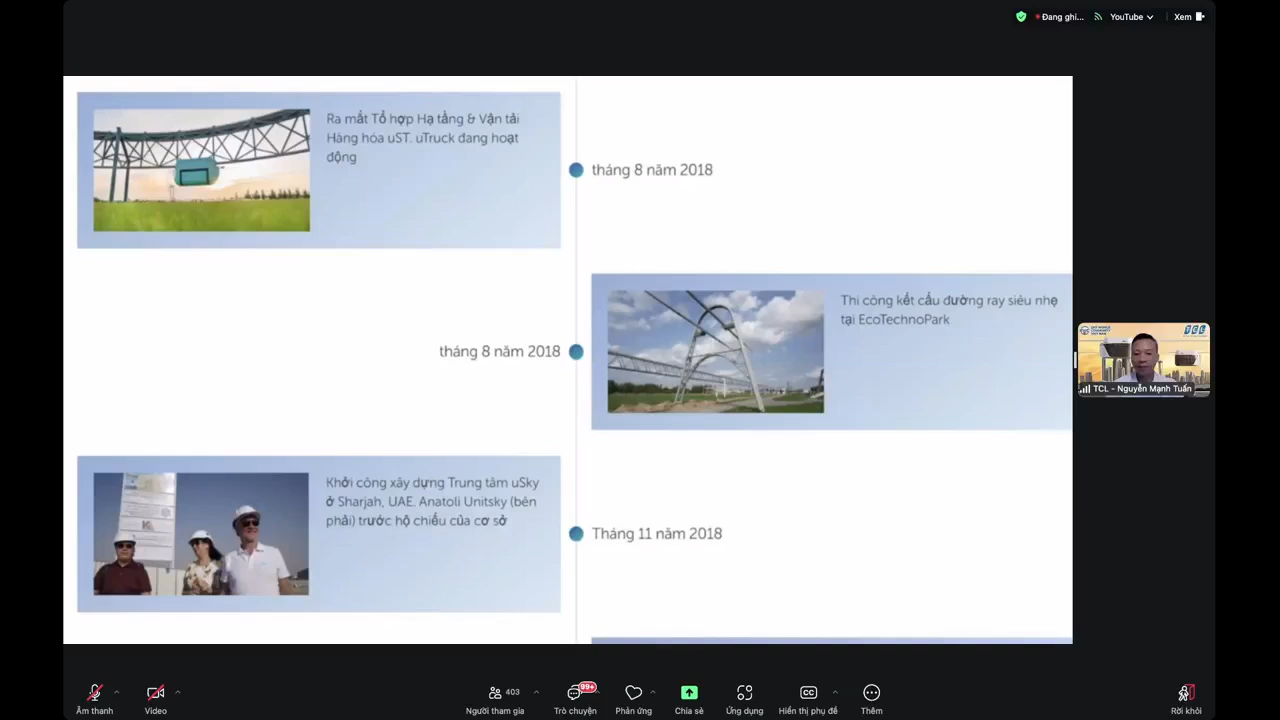 Đang ghi...
YouTube
Xem
Ra mắt Tổ hợp Hạ tầng & Vận tải
Hàng hóa uST. uTruck đang hoạt
động
tháng 8 năm 2018
Thi công kết cấu đường ray siêu nhẹ
tại EcoTechnoPark
tháng 8 năm 2018
Khởi công xây dựng Trung tâm uSky
ở Sharjah, UAE. Anatoli Unitsky (bên
phải) trước hộ chiếu của cơ sở
Tháng 11 năm 2018
TCL
TCL - Nguyễn Mạnh Tuấn
Âm thanh
Video
403
Người tham gia
99+
Trò chuyện
Phản ứng
Chia sẻ
Ứng dụng
CC
Hiển thị phụ đề
Thêm
Rời khỏi